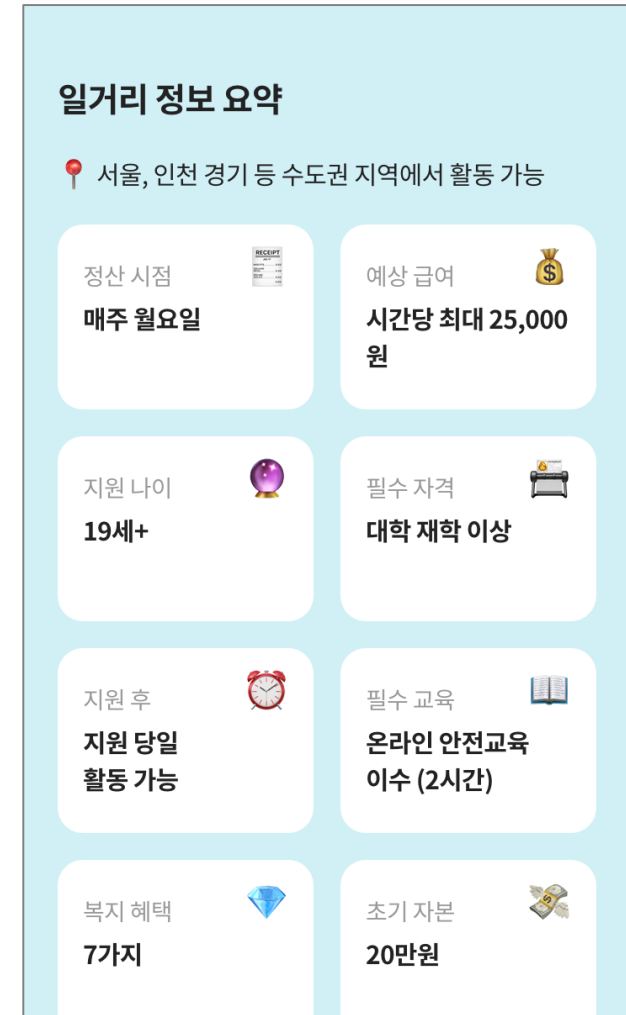 일거리 정보 요약
서울, 인천 경기 등 수도권 지역에서 활동 가능
정산 시점
RECEIPT
매주 월요일
예상 급여
시간당 최대 25,000
원
지원 나이
19세+
필수 자격
대학 재학 이상
지원 후
지원 당일
활동 가능
필수 교육
온라인 안전교육
이수 (2시간)
복지 혜택
7가지
초기 자본
20만원